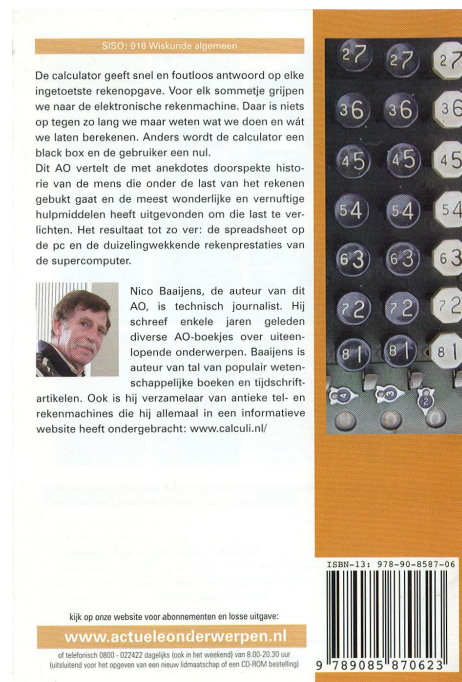 SISO: 918 Wiskunde algemeen
De calculator geeft snel en foutloos antwoord op elke
ingetoetste rekenopgave. Voor elk sommetje grijpen
we naar de elektronische rekenmachine. Daar is niets
op tegen zo lang we maar weten wat we doen en wát
we laten berekenen. Anders wordt de calculator een
black box en de gebruiker een nul.
Dit AO vertelt de met anekdotes doorspekte histo-
rie van de mens die onder de last van het rekenen
gebukt gaat en de meest wonderlijke en vernuftige
hulpmiddelen heeft uitgevonden om die last te ver-
lichten. Het resultaat tot zo ver: de spreadsheet op
de pc en de duizelingwekkende rekenprestaties van
de supercomputer.
Nico Baaijens, de auteur van dit
AO, is technisch journalist. Hij
schreef enkele jaren geleden
diverse AO-boekjes over uiteen-
lopende onderwerpen. Baaijens is
auteur van tal van populair weten-
schappelijke boeken en tijdschrift-
artikelen. Ook is hij verzamelaar van antieke tel- en
rekenmachines die hij allemaal in een informatieve
website heeft ondergebracht: www.calculi.nl/
kijk op onze website voor abonnementen en losse uitgave:
www.actueleonderwerpen.nl
of telefonisch 0800 - 022422 dagelijks (ook in het weekend) van 8.00-20.30 uur
(uitsluitend voor het opgeven van een nieuw lidmaatschap of een CD-ROM bestelling)
27 27 27
36 36 36
45 45 45
54 54 54
63 63 63
72 72 72
81 81 81
4 3 2
ISBN-13: 978-90-8587-06
9 789085 870623